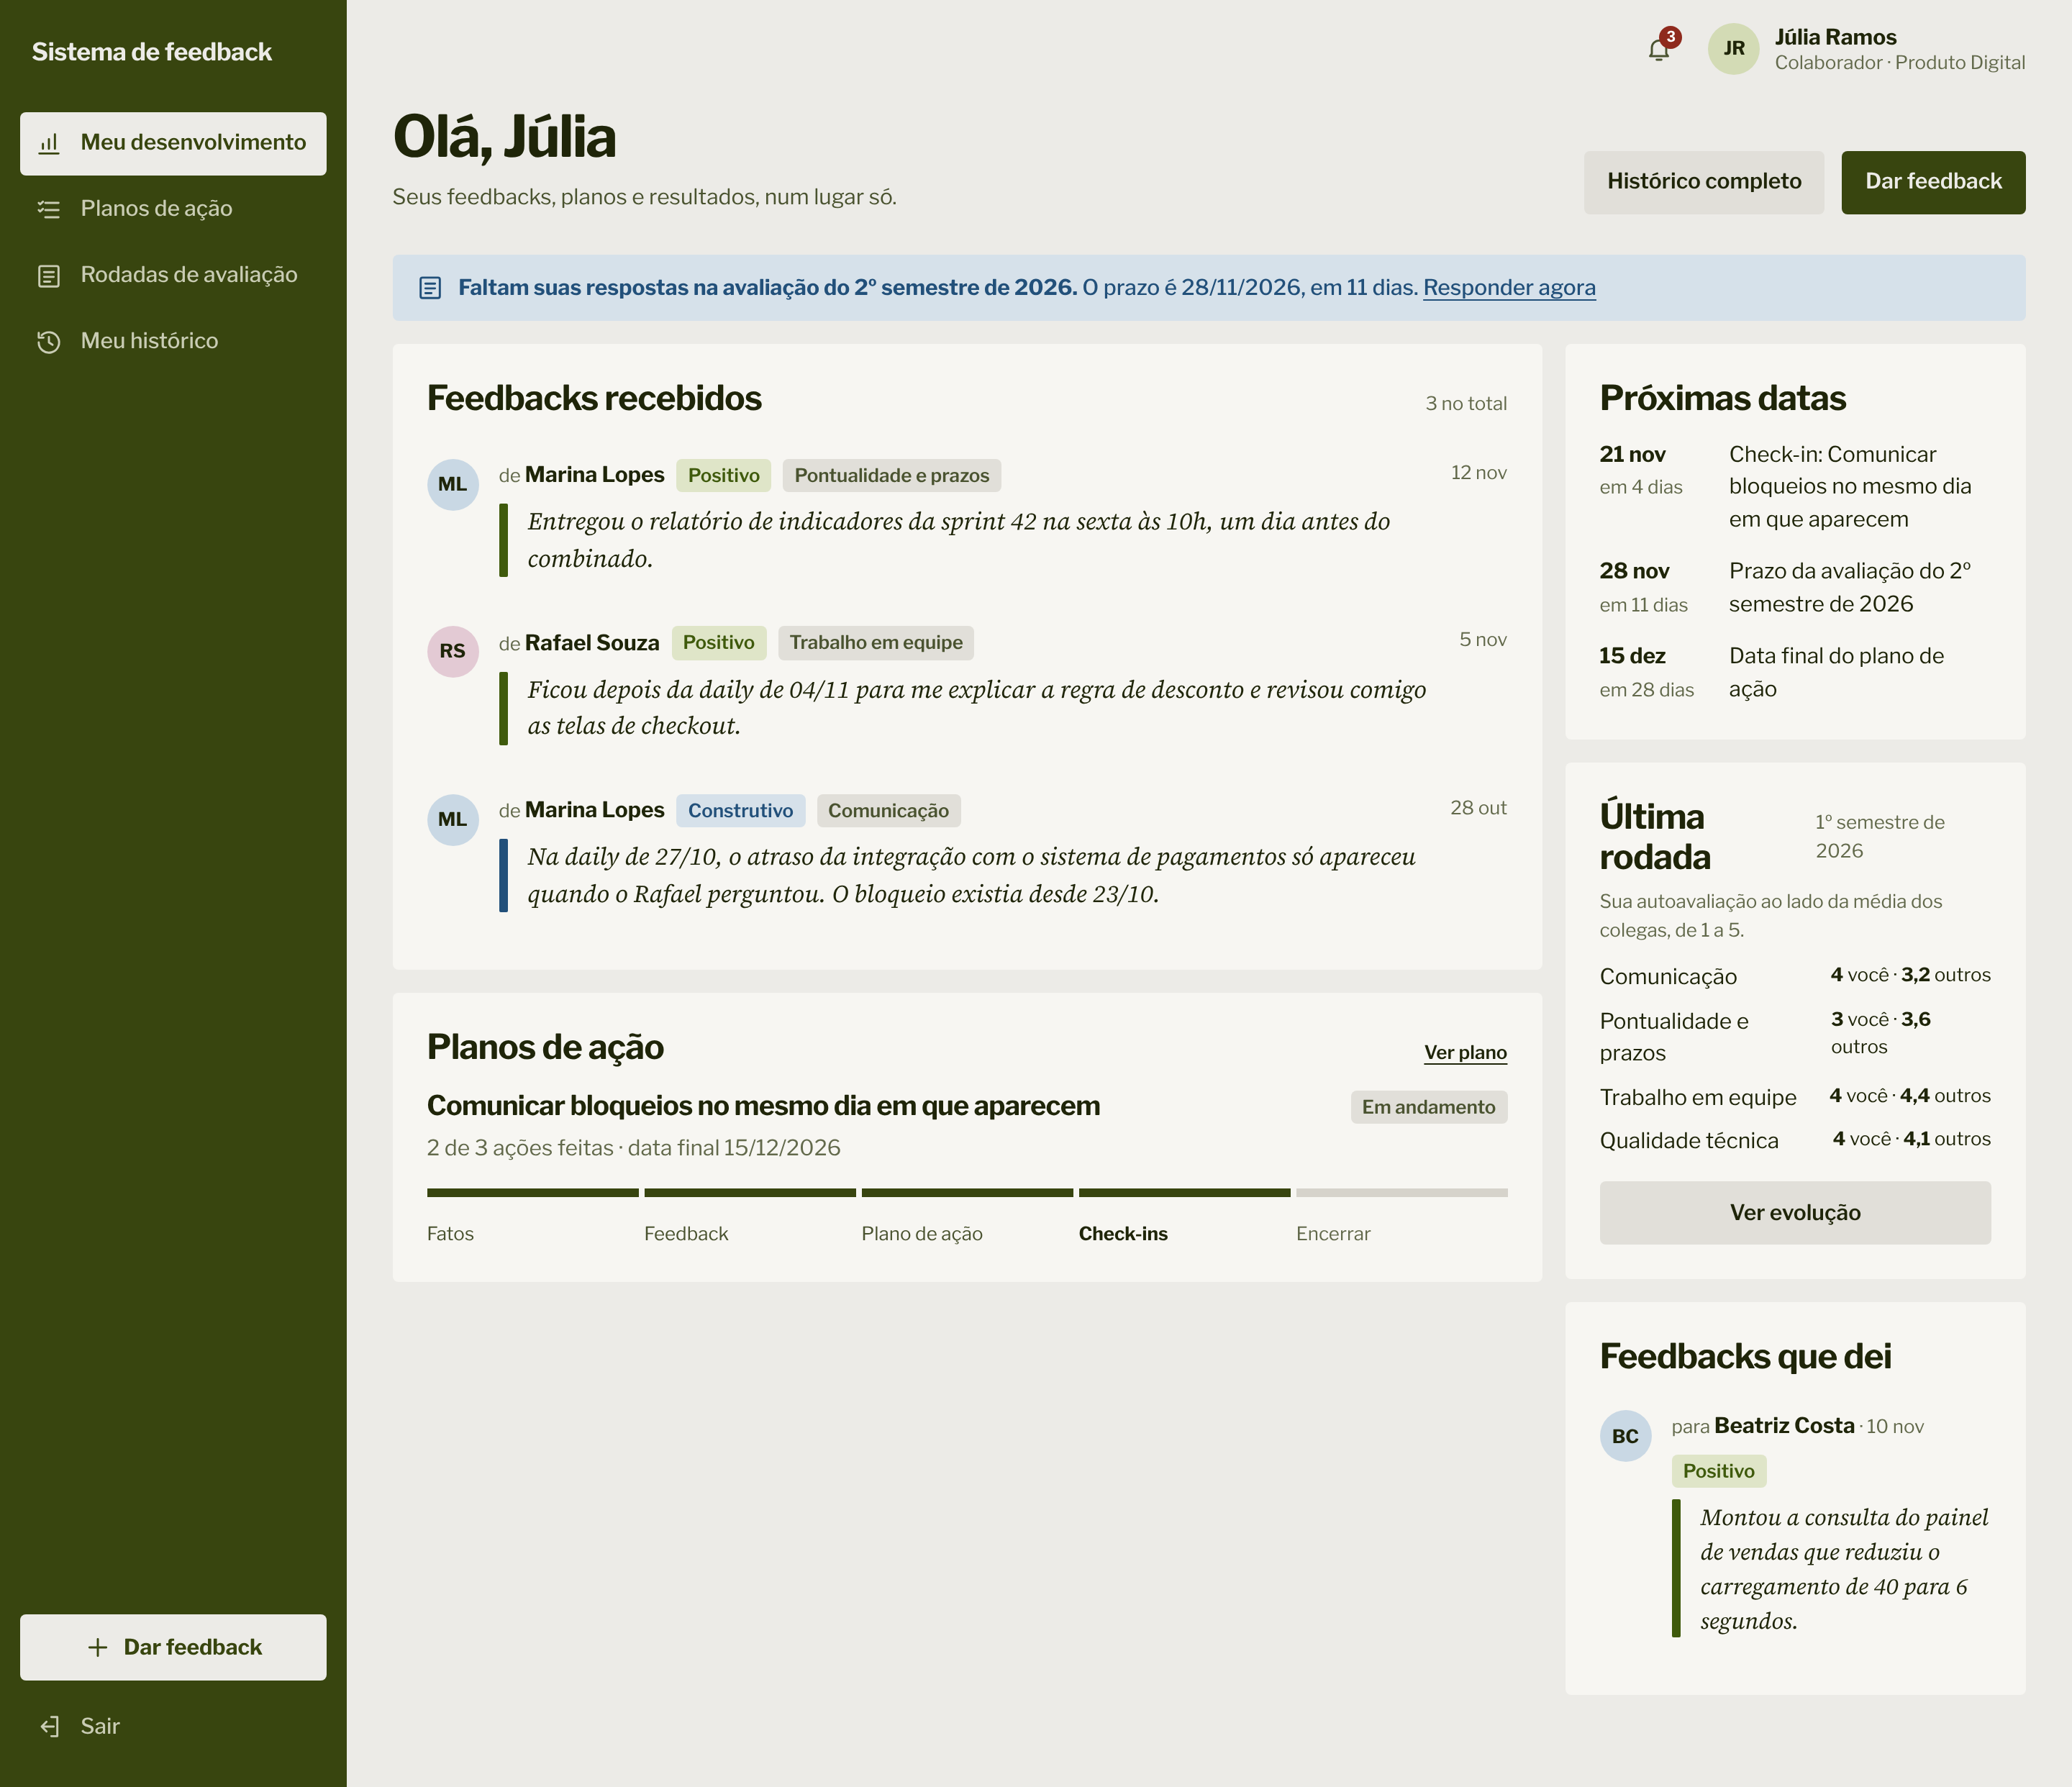 Sistema de feedback
Meu desenvolvimento
Planos de ação
Rodadas de avaliação
Meu histórico
Dar feedback
Sair
3
JR
Júlia Ramos
Colaborador · Produto Digital
Olá, Júlia
Seus feedbacks, planos e resultados, num lugar só.
Histórico completo
Dar feedback
Faltam suas respostas na avaliação do 2º semestre de 2026. O prazo é 28/11/2026, em 11 dias. Responder agora
Feedbacks recebidos
3 no total
ML
de Marina Lopes Positivo Pontualidade e prazos
12 nov
Entregou o relatório de indicadores da sprint 42 na sexta às 10h, um dia antes do
combinado.
RS
de Rafael Souza Positivo Trabalho em equipe
5 nov
Ficou depois da daily de 04/11 para me explicar a regra de desconto e revisou comigo
as telas de checkout.
ML
de Marina Lopes Construtivo Comunicação
28 out
Na daily de 27/10, o atraso da integração com o sistema de pagamentos só apareceu
quando o Rafael perguntou. O bloqueio existia desde 23/10.
Planos de ação
Ver plano
Comunicar bloqueios no mesmo dia em que aparecem
Em andamento
2 de 3 ações feitas · data final 15/12/2026
Fatos
Feedback
Plano de ação
Check-ins
Encerrar
Próximas datas
21 nov
em 4 dias
Check-in: Comunicar
bloqueios no mesmo dia
em que aparecem
28 nov
em 11 dias
Prazo da avaliação do 2º
semestre de 2026
15 dez
em 28 dias
Data final do plano de
ação
Última
rodada
1º semestre de
2026
Sua autoavaliação ao lado da média dos
colegas, de 1 a 5.
Comunicação
4 você · 3,2 outros
Pontualidade e
prazos
3 você · 3,6
outros
Trabalho em equipe
4 você · 4,4 outros
Qualidade técnica
4 você · 4,1 outros
Ver evolução
Feedbacks que dei
BC
para Beatriz Costa · 10 nov
Positivo
Montou a consulta do painel
de vendas que reduziu o
carregamento de 40 para 6
segundos.